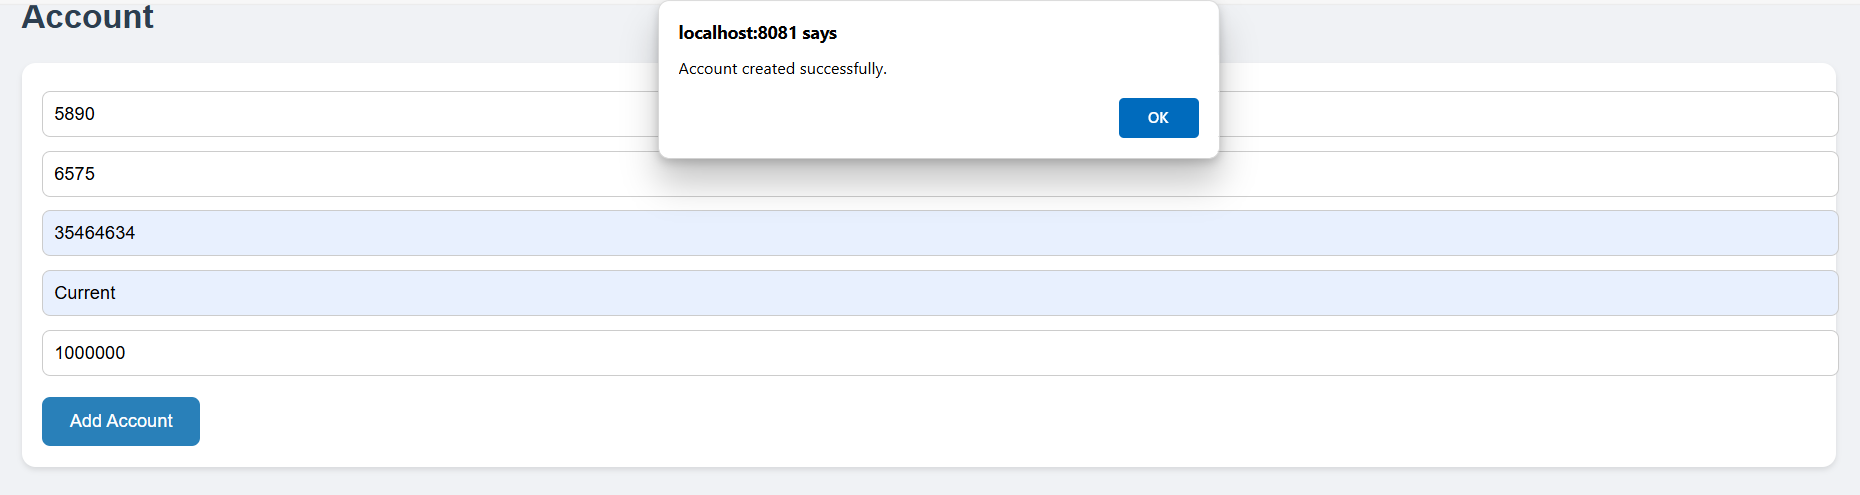 Account
localhost:8081 says
Account created successfully.
OK
5890
6575
35464634
Current
1000000
Add Account